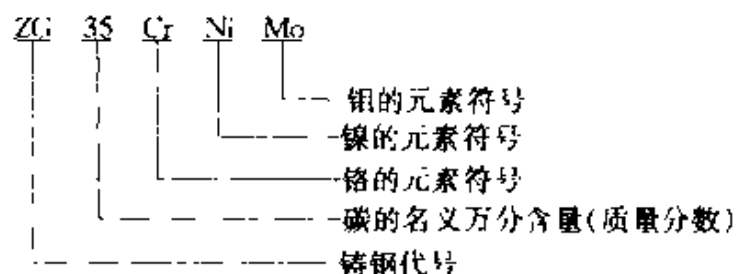 ZG 35 Cr Ni Mo
钼的元素符号
镍的元素符号
铬的元素符号
碳的名义万分含量(质量分数)
铸钢代号